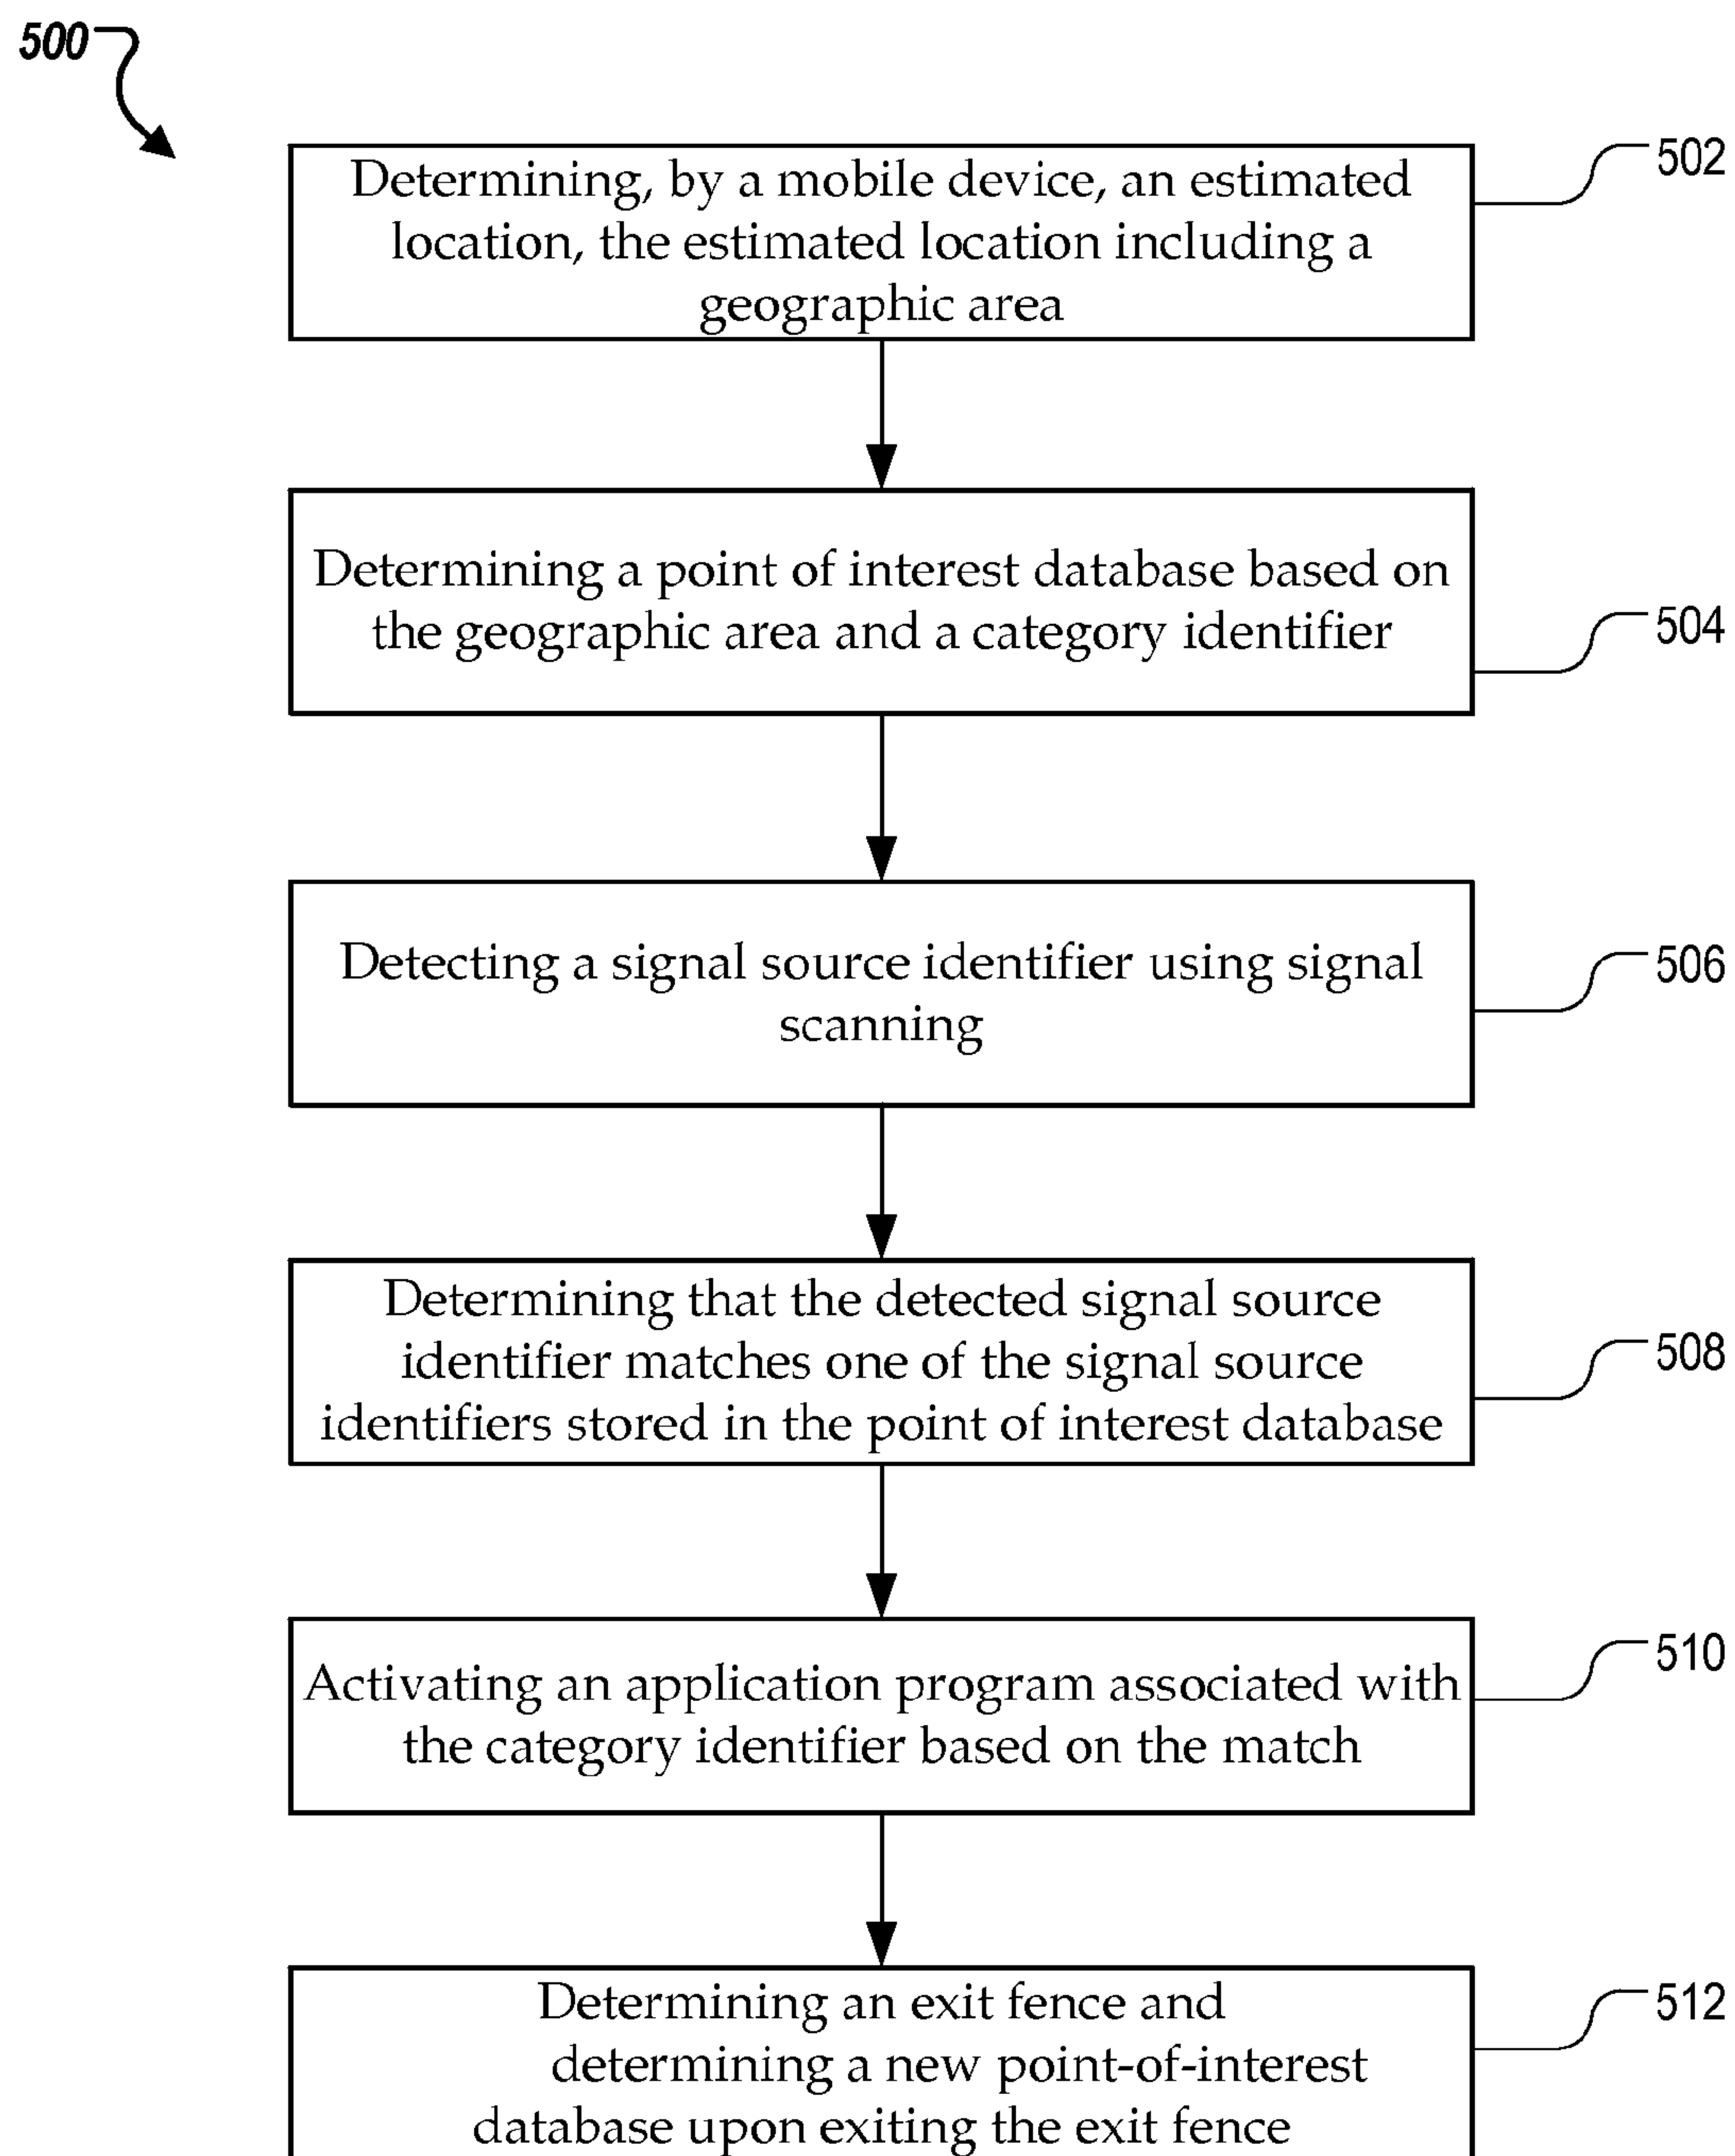 500
Determining, by a mobile device, an estimated
location, the estimated location including a
geographic area
502
Determining a point of interest database based on
the geographic area and a category identifier
504
Detecting a signal source identifier using signal
scanning
506
Determining that the detected signal source
identifier matches one of the signal source
identifiers stored in the point of interest database
508
Activating an application program associated with
the category identifier based on the match
510
Determining an exit fence and
determining a new point-of-interest
database upon exiting the exit fence
512